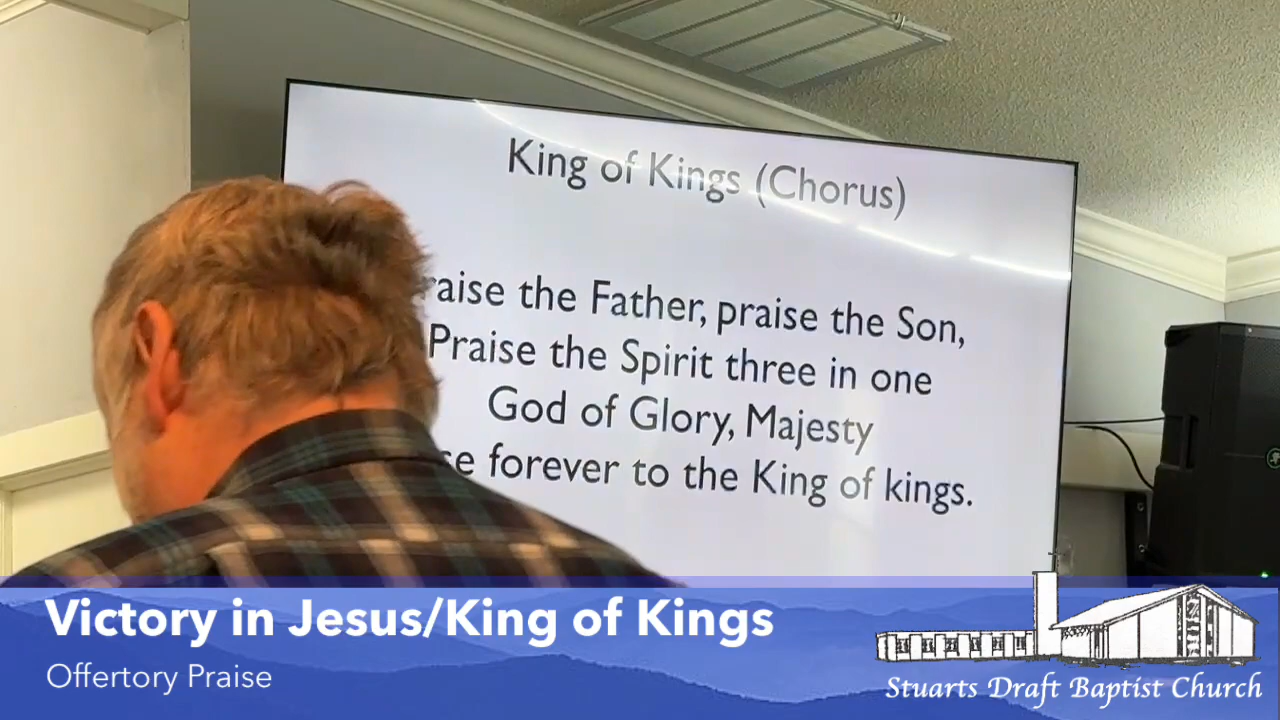 King of Kings (Chorus)
raise the Father, praise the Son,
Praise the Spirit three in one
God of Glory, Majesty
se forever to the King of kings.
Victory in Jesus/King of Kings
Offertory Praise
Stuarts Draft Baptist Church